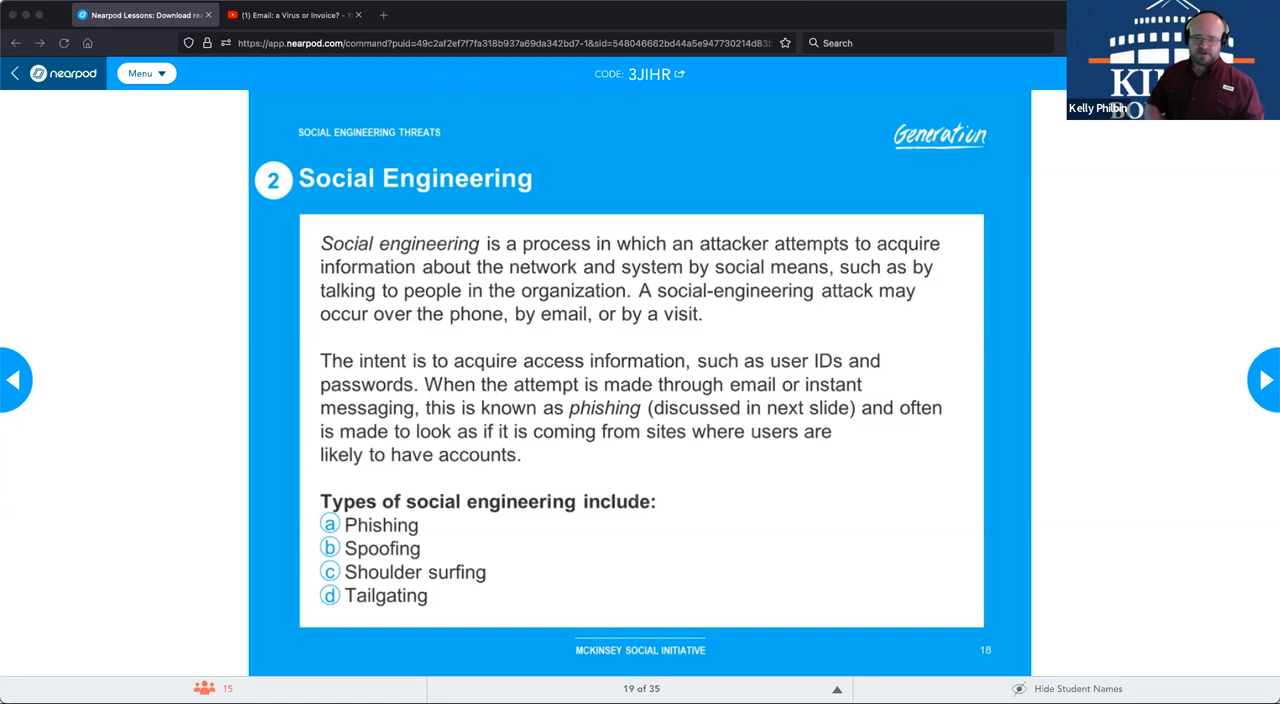 Nearpod Lessons: Download re
(1) Email: a Virus or Invoice? - Y
https://app.nearpod.com/command?puid=49c2af2ef7f7fa318b937a69da342bd7-1&sid=548046662bd44a5e947730214d83
Search
nearpod
Menu
CODE: 3JIHR
KI
BO
Kelly Philbin
SOCIAL ENGINEERING THREATS
Generation
2 Social Engineering
Social engineering is a process in which an attacker attempts to acquire
information about the network and system by social means, such as by
talking to people in the organization. A social-engineering attack may
occur over the phone, by email, or by a visit.
The intent is to acquire access information, such as user IDs and
passwords. When the attempt is made through email or instant
messaging, this is known as phishing (discussed in next slide) and often
is made to look as if it is coming from sites where users are
likely to have accounts.
Types of social engineering include:
a Phishing
b Spoofing
c Shoulder surfing
d Tailgating
MCKINSEY SOCIAL INITIATIVE
18
15
19 of 35
Hide Student Names